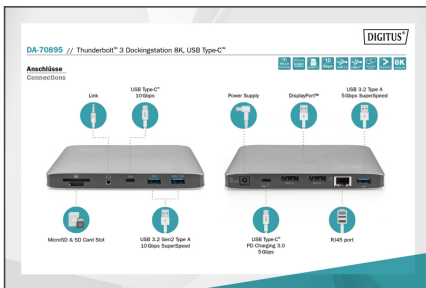 DIGITUS®
DA-70895 // Thunderbolt™ 3 Dockingstation 8K, USB Type-C™
Anschlüsse
Connections
10
Gbps
8K
Link
USB Type-C™
10Gbps
Power Supply
DisplayPort™
USB 3.2 Type A
5Gbps SuperSpeed
MicroSD & SD Card Slot
USB 3.2 Gen2 Type A
10Gbps SuperSpeed
USB Type-C™
PD Charging 3.0
5Gbps
RJ45 port